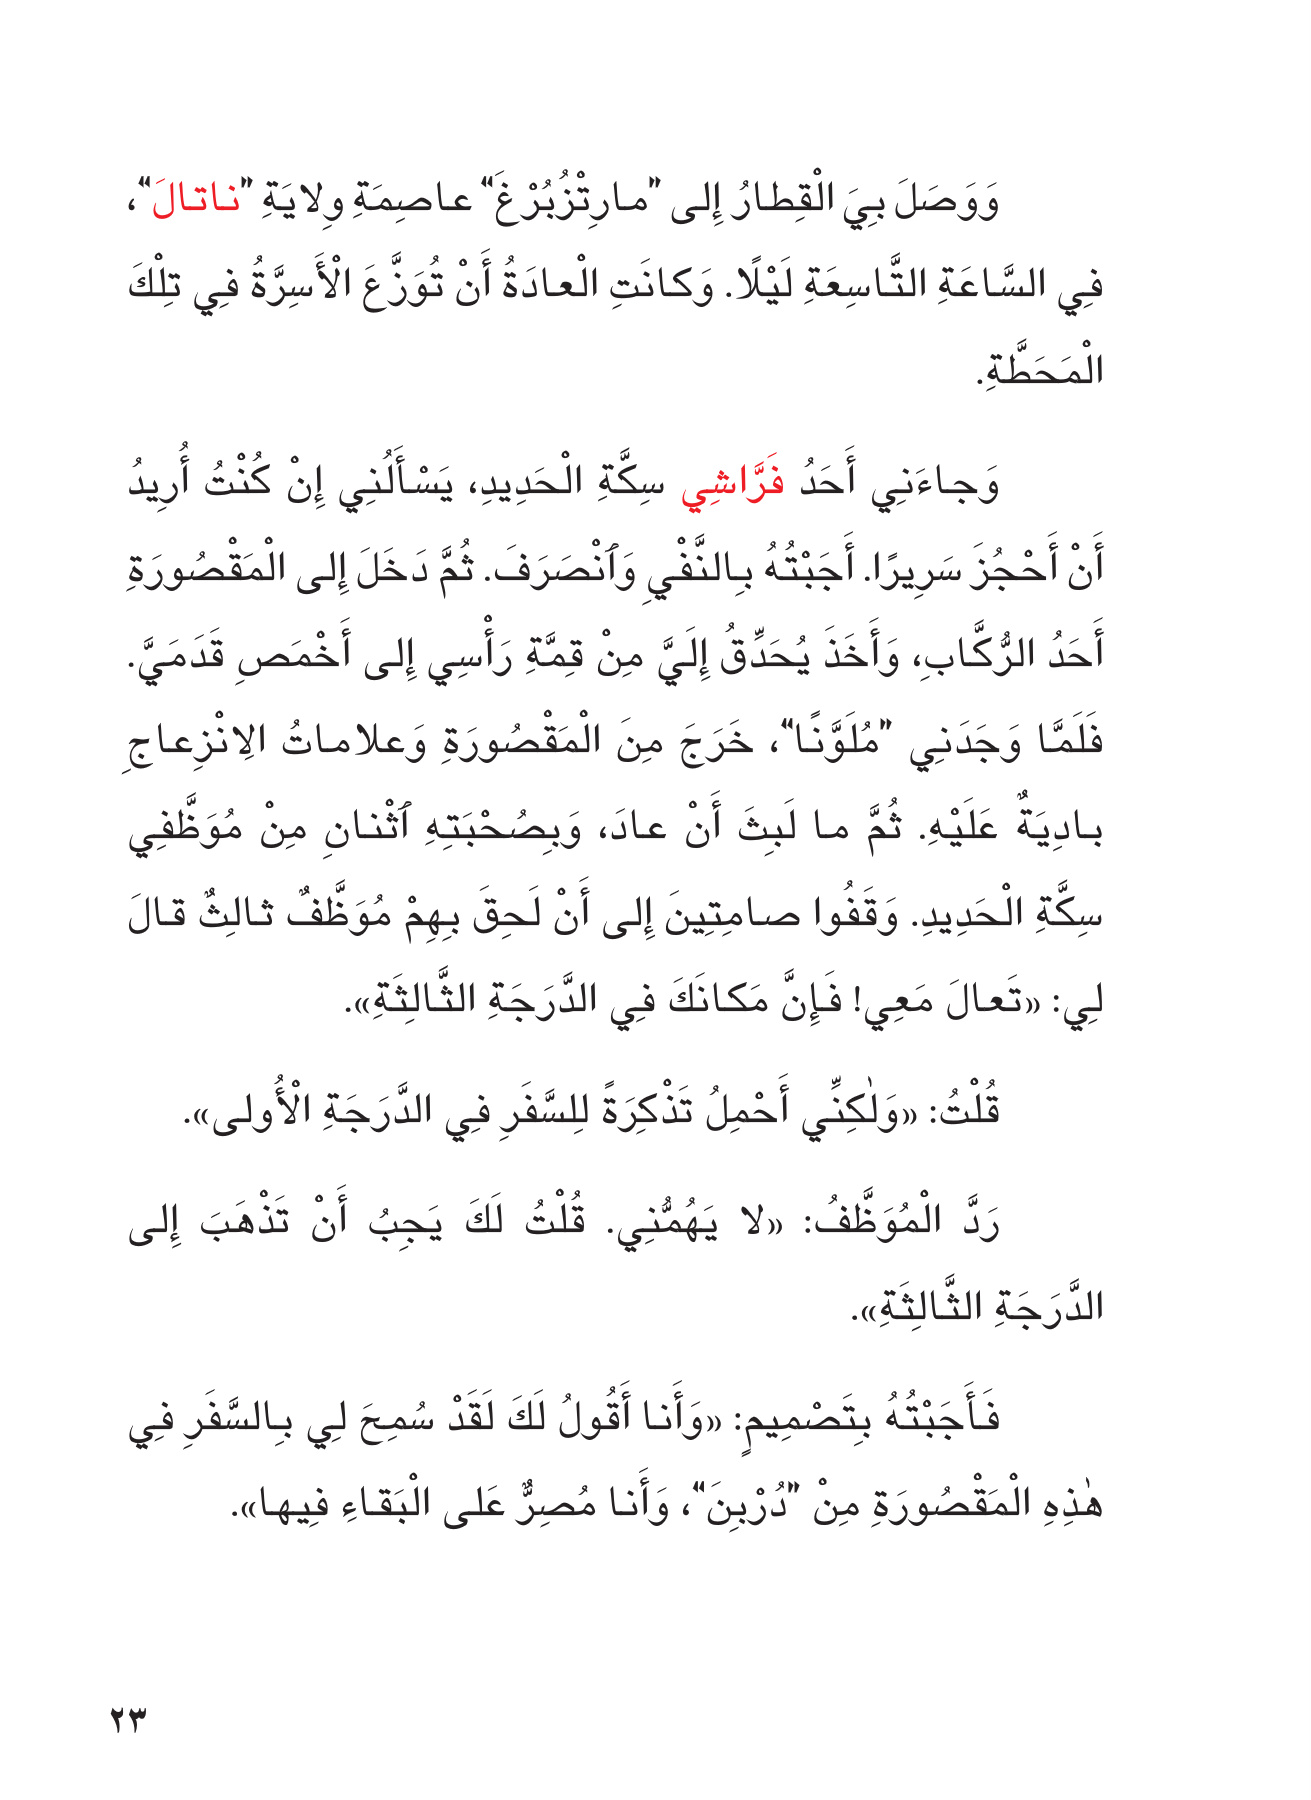 وَوَصَلَ بِيَ الْقِطارُ إِلى "مارِتْزُبُرْغَ" عاصِمَةِ وِلايَةِ "ناتالَ"،
فِي السَّاعَةِ التَّاسِعَةِ لَيْلًا. وَكانَتِ الْعادَةُ أَنْ تُوَزَّعَ الْأَسِرَّةُ فِي تِلْكَ
الْمَحَطَّةِ.
وَجاءَنِي أَحَدُ فَرَّاشِي سِكَّةِ الْحَدِيدِ، يَسْأَلُنِي إِنْ كُنْتُ أُرِيدُ
أَنْ أَحْجُزَ سَرِيرًا. أَجَبْتُهُ بِالنَّفْيِ وَٱنْصَرَفَ. ثُمَّ دَخَلَ إِلى الْمَقْصُورَةِ
أَحَدُ الرُّكَّابِ، وَأَخَذَ يُحَدِّقُ إِلَيَّ مِنْ قِمَّةِ رَأْسِي إِلى أَخْمَصِ قَدَمَيَّ.
فَلَمَّا وَجَدَنِي "مُلَوَّنًا"، خَرَجَ مِنَ الْمَقْصُورَةِ وَعلاماتُ الِانْزِعاجِ
بادِيَةٌ عَلَيْهِ. ثُمَّ ما لَبِثَ أَنْ عادَ، وَبِصُحْبَتِهِ ٱثْنانِ مِنْ مُوَظَّفِي
سِكَّةِ الْحَدِيدِ. وَقَفُوا صامِتِينَ إِلى أَنْ لَحِقَ بِهِمْ مُوَظَّفٌ ثالِثٌ قالَ
لِي: «تَعالَ مَعِي! فَإِنَّ مَكانَكَ فِي الدَّرَجَةِ الثَّالِثَةِ».
قُلْتُ: «وَلٰكِنِّي أَحْمِلُ تَذْكِرَةً لِلسَّفَرِ فِي الدَّرَجَةِ الْأُولى».
رَدَّ الْمُوَظَّفُ: «لا يَهُمُّنِي. قُلْتُ لَكَ يَجِبُ أَنْ تَذْهَبَ إِلى
الدَّرَجَةِ الثَّالِثَةِ».
فَأَجَبْتُهُ بِتَصْمِيمٍ: «وَأَنا أَقُولُ لَكَ لَقَدْ سُمِحَ لِي بِالسَّفَرِ فِي
هٰذِهِ الْمَقْصُورَةِ مِنْ "دُرْبِنَ"، وَأَنا مُصِرٌّ عَلى الْبَقاءِ فِيها».
٢٣